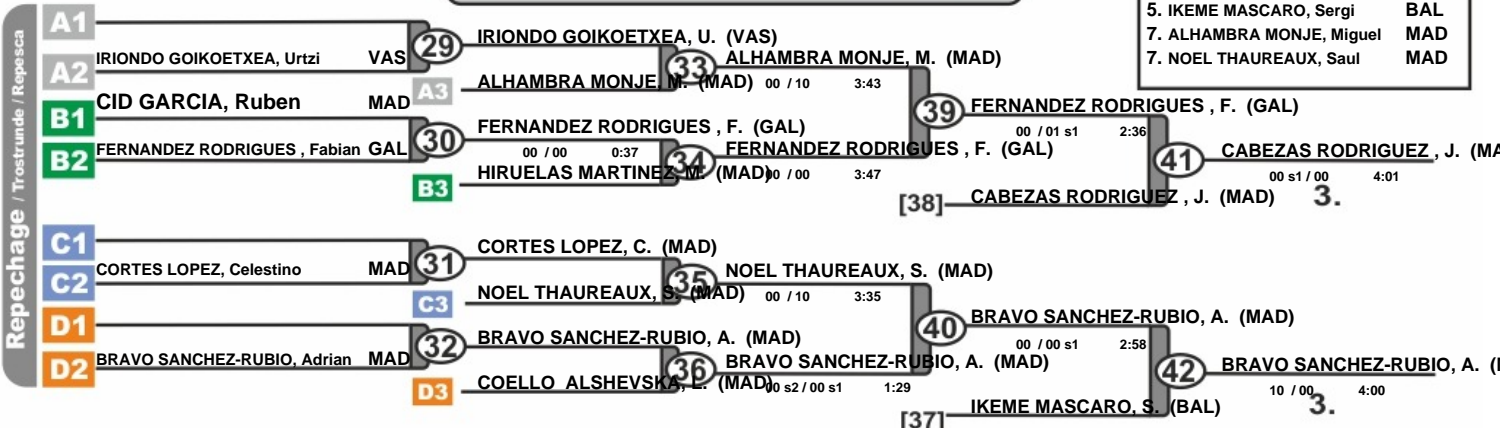 Repechage / Trostrunde / Repesca
5. IKEME MASCARO, Sergi BAL
7. ALHAMBRA MONJE, Miguel MAD
7. NOEL THAUREAUX, Saul MAD
A1
IRIONDO GOIKOETXEA, Urtzi VAS
A2
29
IRIONDO GOIKOETXEA, U. (VAS)
A3
ALHAMBRA MONJE, M. (MAD)
33
ALHAMBRA MONJE, M. (MAD)
00 / 10 3:43
CID GARCIA, Ruben MAD
B1
FERNANDEZ RODRIGUES , Fabian GAL
B2
30
FERNANDEZ RODRIGUES , F. (GAL)
00 / 00 0:37
B3
HIRUELAS MARTINEZ, M. (MAD)
34
FERNANDEZ RODRIGUES , F. (GAL)
00 / 00 3:47
39
FERNANDEZ RODRIGUES , F. (GAL)
00 / 01 s1 2:36
[38]
CABEZAS RODRIGUEZ , J. (MAD)
41
CABEZAS RODRIGUEZ , J. (MA
00 s1 / 00 4:01
3.
C1
CORTES LOPEZ, Celestino MAD
C2
31
CORTES LOPEZ, C. (MAD)
C3
NOEL THAUREAUX, S. (MAD)
35
NOEL THAUREAUX, S. (MAD)
00 / 10 3:35
D1
BRAVO SANCHEZ-RUBIO, Adrian MAD
D2
32
BRAVO SANCHEZ-RUBIO, A. (MAD)
D3
COELLO ALSHEVSKA, L. (MAD)
36
BRAVO SANCHEZ-RUBIO, A. (MAD)
00 s2 / 00 s1 1:29
40
BRAVO SANCHEZ-RUBIO, A. (MAD)
00 / 00 s1 2:58
[37]
IKEME MASCARO, S. (BAL)
42
BRAVO SANCHEZ-RUBIO, A. (
10 / 00 4:00
3.